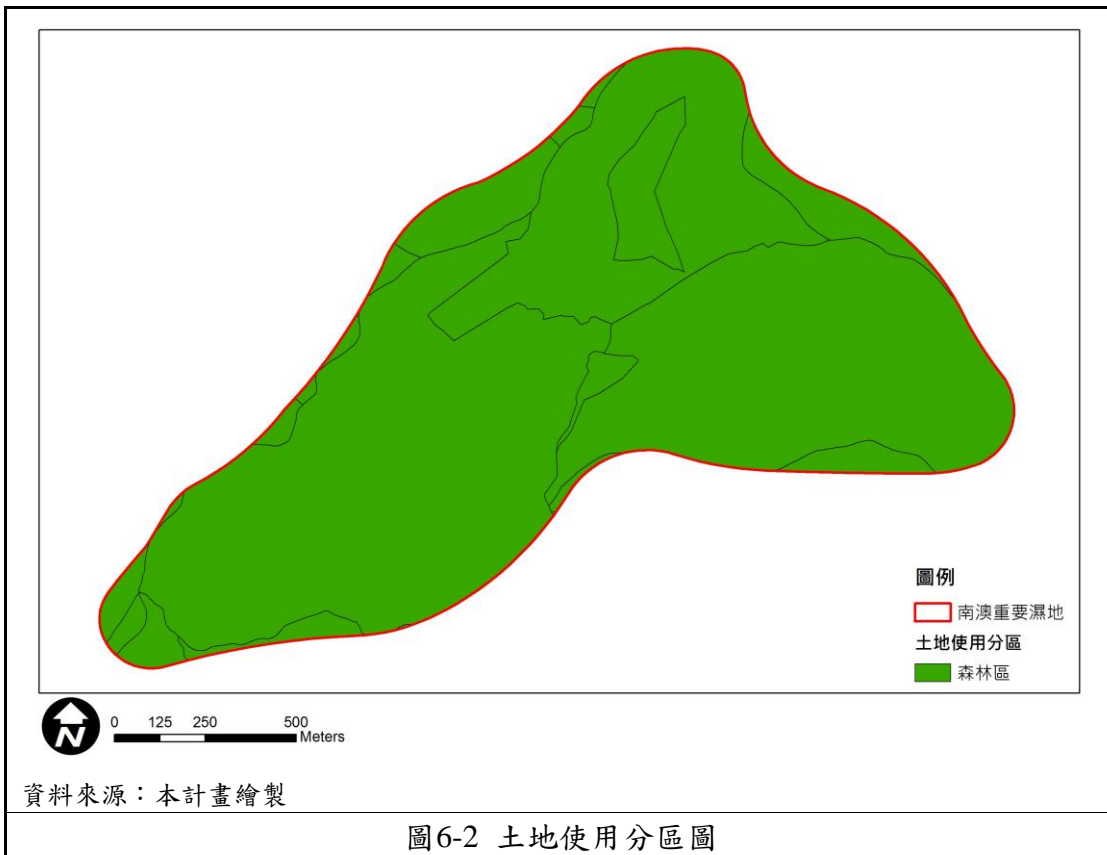 圖例
南澳重要濕地
土地使用分區
森林區
N
0 125 250 500
Meters
資料來源：本計畫繪製
圖6-2 土地使用分區圖